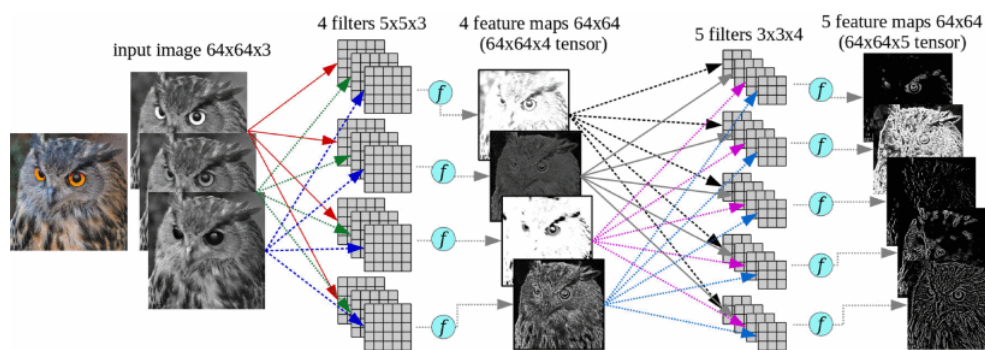 input image 64x64x3
4 filters 5x5x3
4 feature maps 64x64
(64x64x4 tensor)
5 filters 3x3x4
5 feature maps 64x64
(64x64x5 tensor)
f
f
f
f
f
f
f
f
f